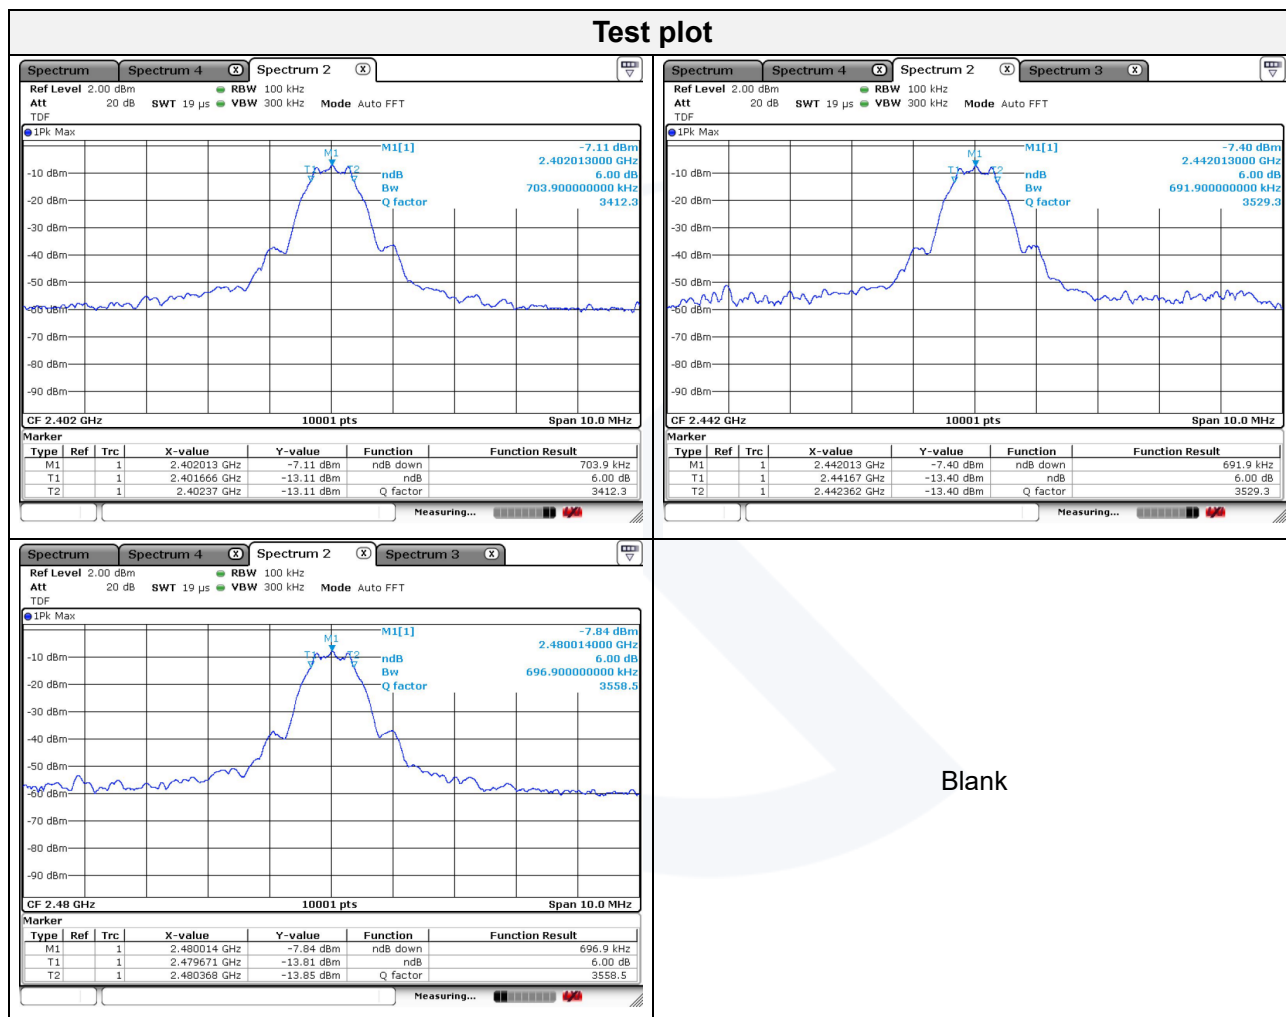 Test plot
Spectrum Spectrum 4 X Spectrum 2 X
Ref Level 2.00 dBm RBW 100 kHz
Att 20 dB SWT 19 µs VBW 300 kHz Mode Auto FFT
TDF
1Pk Max
M1[1] -7.11 dBm
2.402013000 GHz
ndB 6.00 dB
Bw 703.900000000 kHz
Q factor 3412.3
M1
T1 T2
-10 dBm
-20 dBm
-30 dBm
-40 dBm
-50 dBm
-60 dBm
-70 dBm
-80 dBm
-90 dBm
CF 2.402 GHz 10001 pts Span 10.0 MHz
Marker
Type Ref Trc X-value Y-value Function Function Result
M1 1 2.402013 GHz -7.11 dBm ndB down 703.9 kHz
T1 1 2.401666 GHz -13.11 dBm ndB 6.00 dB
T2 1 2.40237 GHz -13.11 dBm Q factor 3412.3
Measuring...
Spectrum Spectrum 4 X Spectrum 2 X Spectrum 3 X
Ref Level 2.00 dBm RBW 100 kHz
Att 20 dB SWT 19 µs VBW 300 kHz Mode Auto FFT
TDF
1Pk Max
M1[1] -7.40 dBm
2.442013000 GHz
ndB 6.00 dB
Bw 691.900000000 kHz
Q factor 3529.3
M1
T1 T2
-10 dBm
-20 dBm
-30 dBm
-40 dBm
-50 dBm
-60 dBm
-70 dBm
-80 dBm
-90 dBm
CF 2.442 GHz 10001 pts Span 10.0 MHz
Marker
Type Ref Trc X-value Y-value Function Function Result
M1 1 2.442013 GHz -7.40 dBm ndB down 691.9 kHz
T1 1 2.44167 GHz -13.40 dBm ndB 6.00 dB
T2 1 2.442362 GHz -13.40 dBm Q factor 3529.3
Measuring...
Spectrum Spectrum 4 X Spectrum 2 X Spectrum 3 X
Ref Level 2.00 dBm RBW 100 kHz
Att 20 dB SWT 19 µs VBW 300 kHz Mode Auto FFT
TDF
1Pk Max
M1[1] -7.84 dBm
2.480014000 GHz
ndB 6.00 dB
Bw 696.900000000 kHz
Q factor 3558.5
M1
T1 T2
-10 dBm
-20 dBm
-30 dBm
-40 dBm
-50 dBm
-60 dBm
-70 dBm
-80 dBm
-90 dBm
CF 2.48 GHz 10001 pts Span 10.0 MHz
Marker
Type Ref Trc X-value Y-value Function Function Result
M1 1 2.480014 GHz -7.84 dBm ndB down 696.9 kHz
T1 1 2.479671 GHz -13.81 dBm ndB 6.00 dB
T2 1 2.480368 GHz -13.85 dBm Q factor 3558.5
Measuring...
Blank